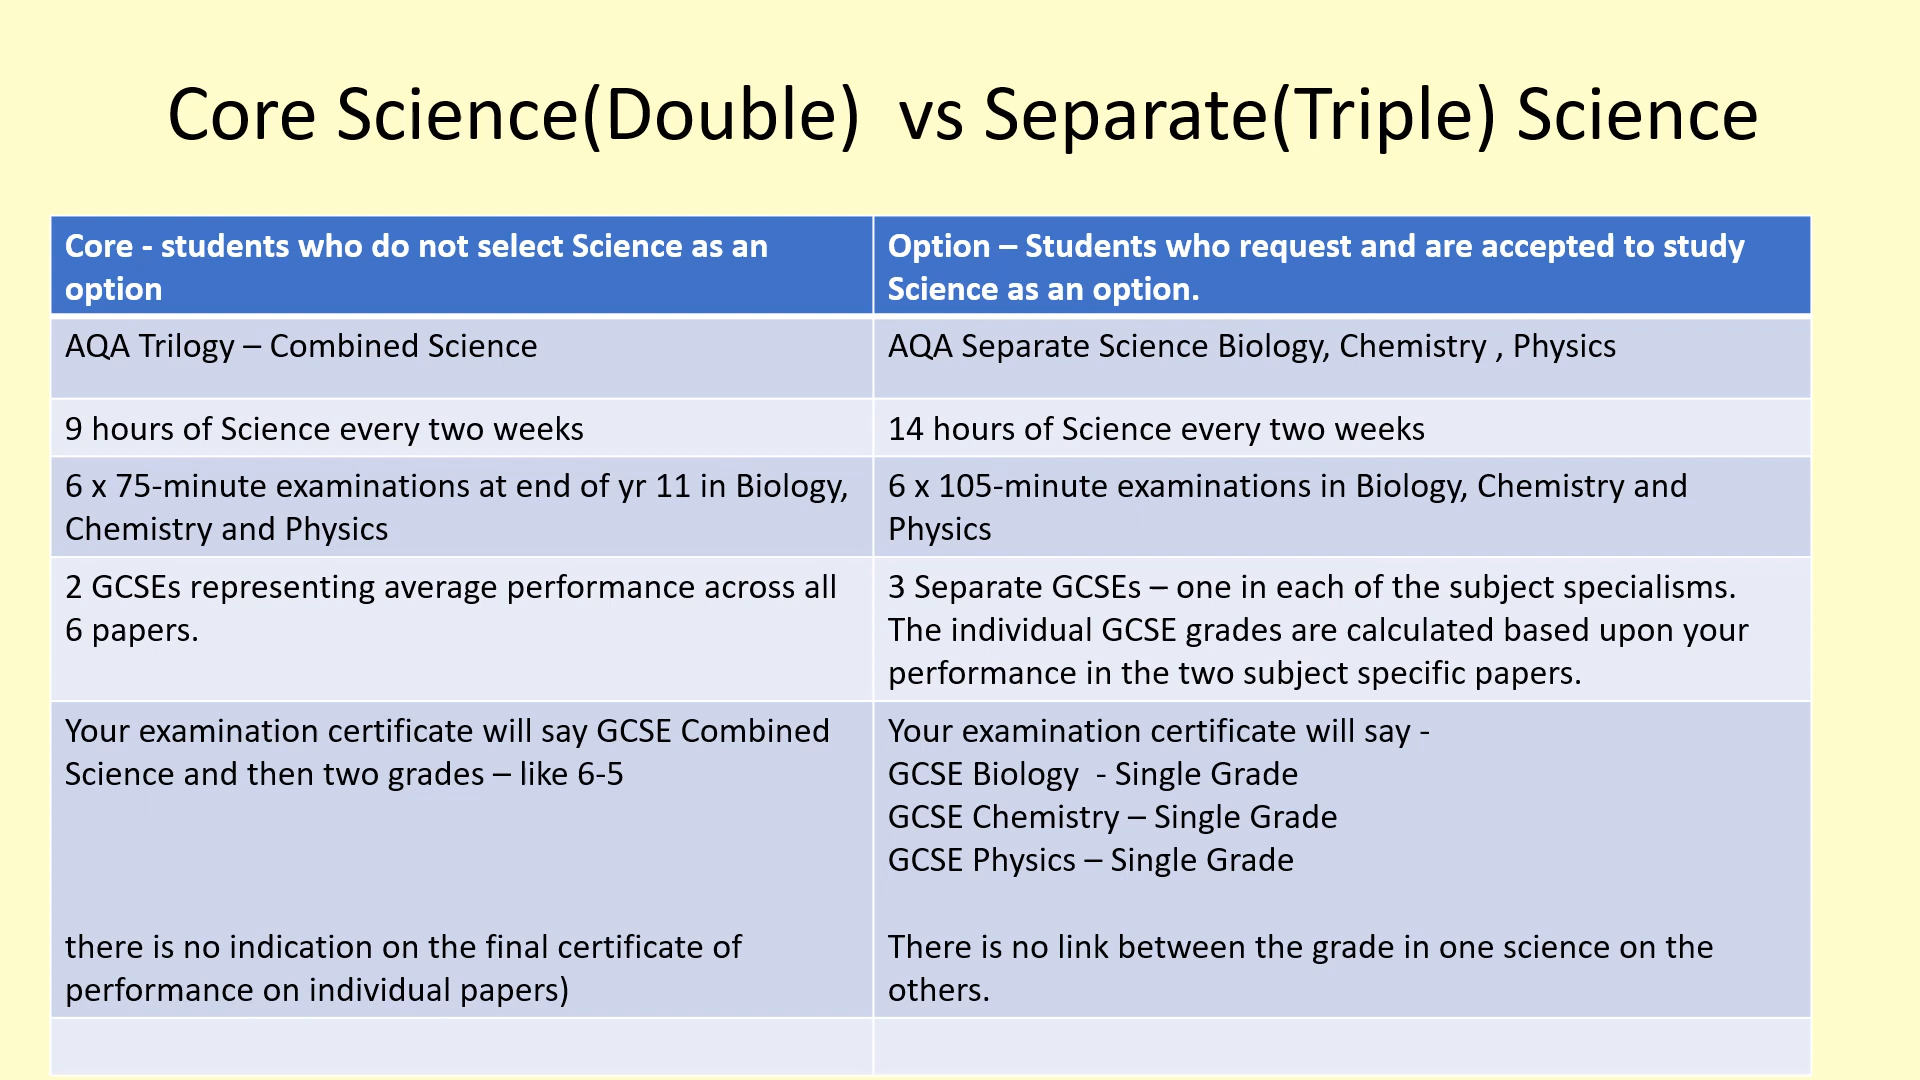 Core Science(Double)  vs Separate(Triple) Science
Core - students who do not select Science as an
option
Option – Students who request and are accepted to study
Science as an option.
AQA Trilogy – Combined Science
AQA Separate Science Biology, Chemistry , Physics
9 hours of Science every two weeks
14 hours of Science every two weeks
6 x 75-minute examinations at end of yr 11 in Biology,
Chemistry and Physics
6 x 105-minute examinations in Biology, Chemistry and
Physics
2 GCSEs representing average performance across all
6 papers.
3 Separate GCSEs – one in each of the subject specialisms.
The individual GCSE grades are calculated based upon your
performance in the two subject specific papers.
Your examination certificate will say GCSE Combined
Science and then two grades – like 6-5
there is no indication on the final certificate of
performance on individual papers)
Your examination certificate will say -
GCSE Biology  - Single Grade
GCSE Chemistry – Single Grade
GCSE Physics – Single Grade
There is no link between the grade in one science on the
others.